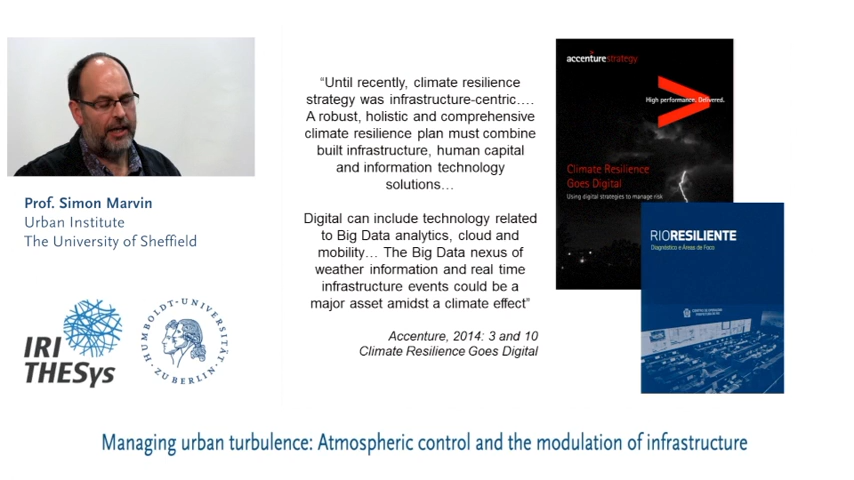 Prof. Simon Marvin
Urban Institute
The University of Sheffield
IRI
THESys
HUMBOLDT-UNIVERSITÄT
ZU BERLIN
“Until recently, climate resilience
strategy was infrastructure-centric….
A robust, holistic and comprehensive
climate resilience plan must combine
built infrastructure, human capital
and information technology
solutions…
Digital can include technology related
to Big Data analytics, cloud and
mobility… The Big Data nexus of
weather information and real time
infrastructure events could be a
major asset amidst a climate effect”
Accenture, 2014: 3 and 10
Climate Resilience Goes Digital
accenturestrategy
High performance. Delivered.
Climate Resilience
Goes Digital
Using digital strategies to manage risk
RIORESILIENTE
Diagnóstico e Áreas de Foco
Managing urban turbulence: Atmospheric control and the modulation of infrastructure